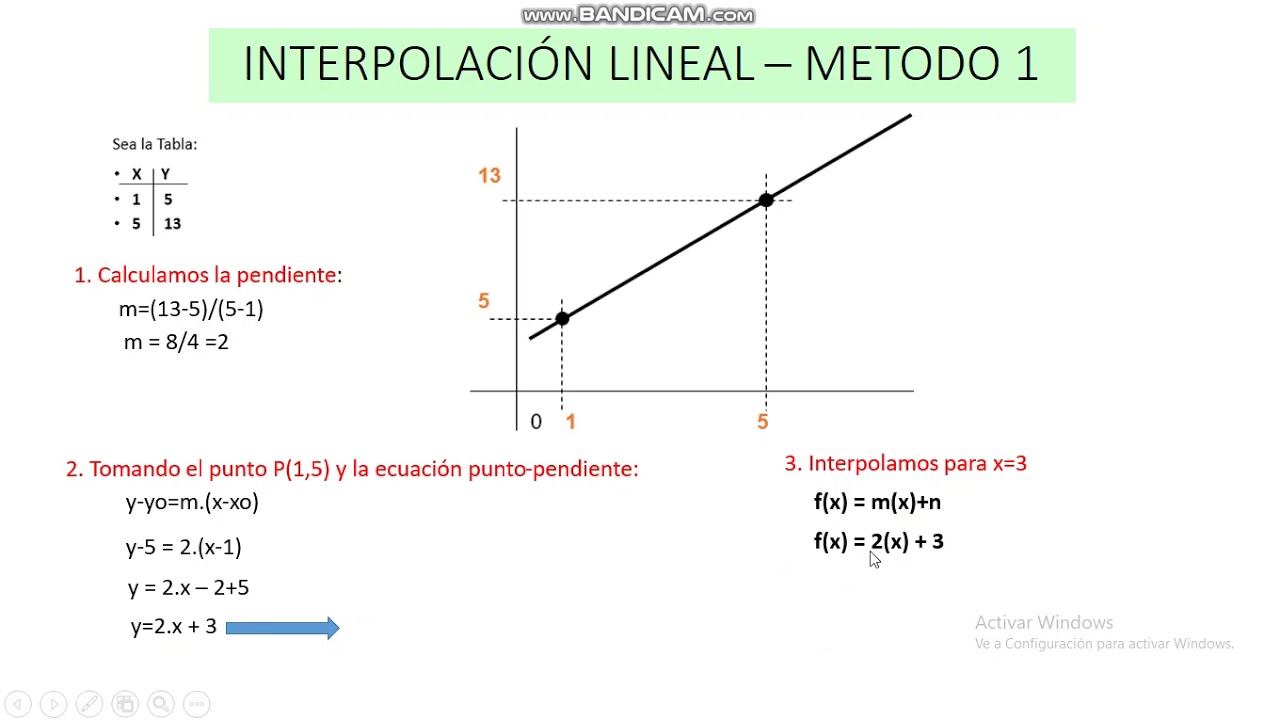 www.BANDICAM.com
INTERPOLACIÓN LINEAL – METODO 1
Sea la Tabla:
• X Y
• 1 5
• 5 13
1. Calculamos la pendiente:
m=(13-5)/(5-1)
m = 8/4 =2
13
5
0 1 5
2. Tomando el punto P(1,5) y la ecuación punto-pendiente:
y-yo=m.(x-xo)
y-5 = 2.(x-1)
y = 2.x – 2+5
y=2.x + 3
3. Interpolamos para x=3
f(x) = m(x)+n
f(x) = 2(x) + 3
Activar Windows
Ve a Configuración para activar Windows.